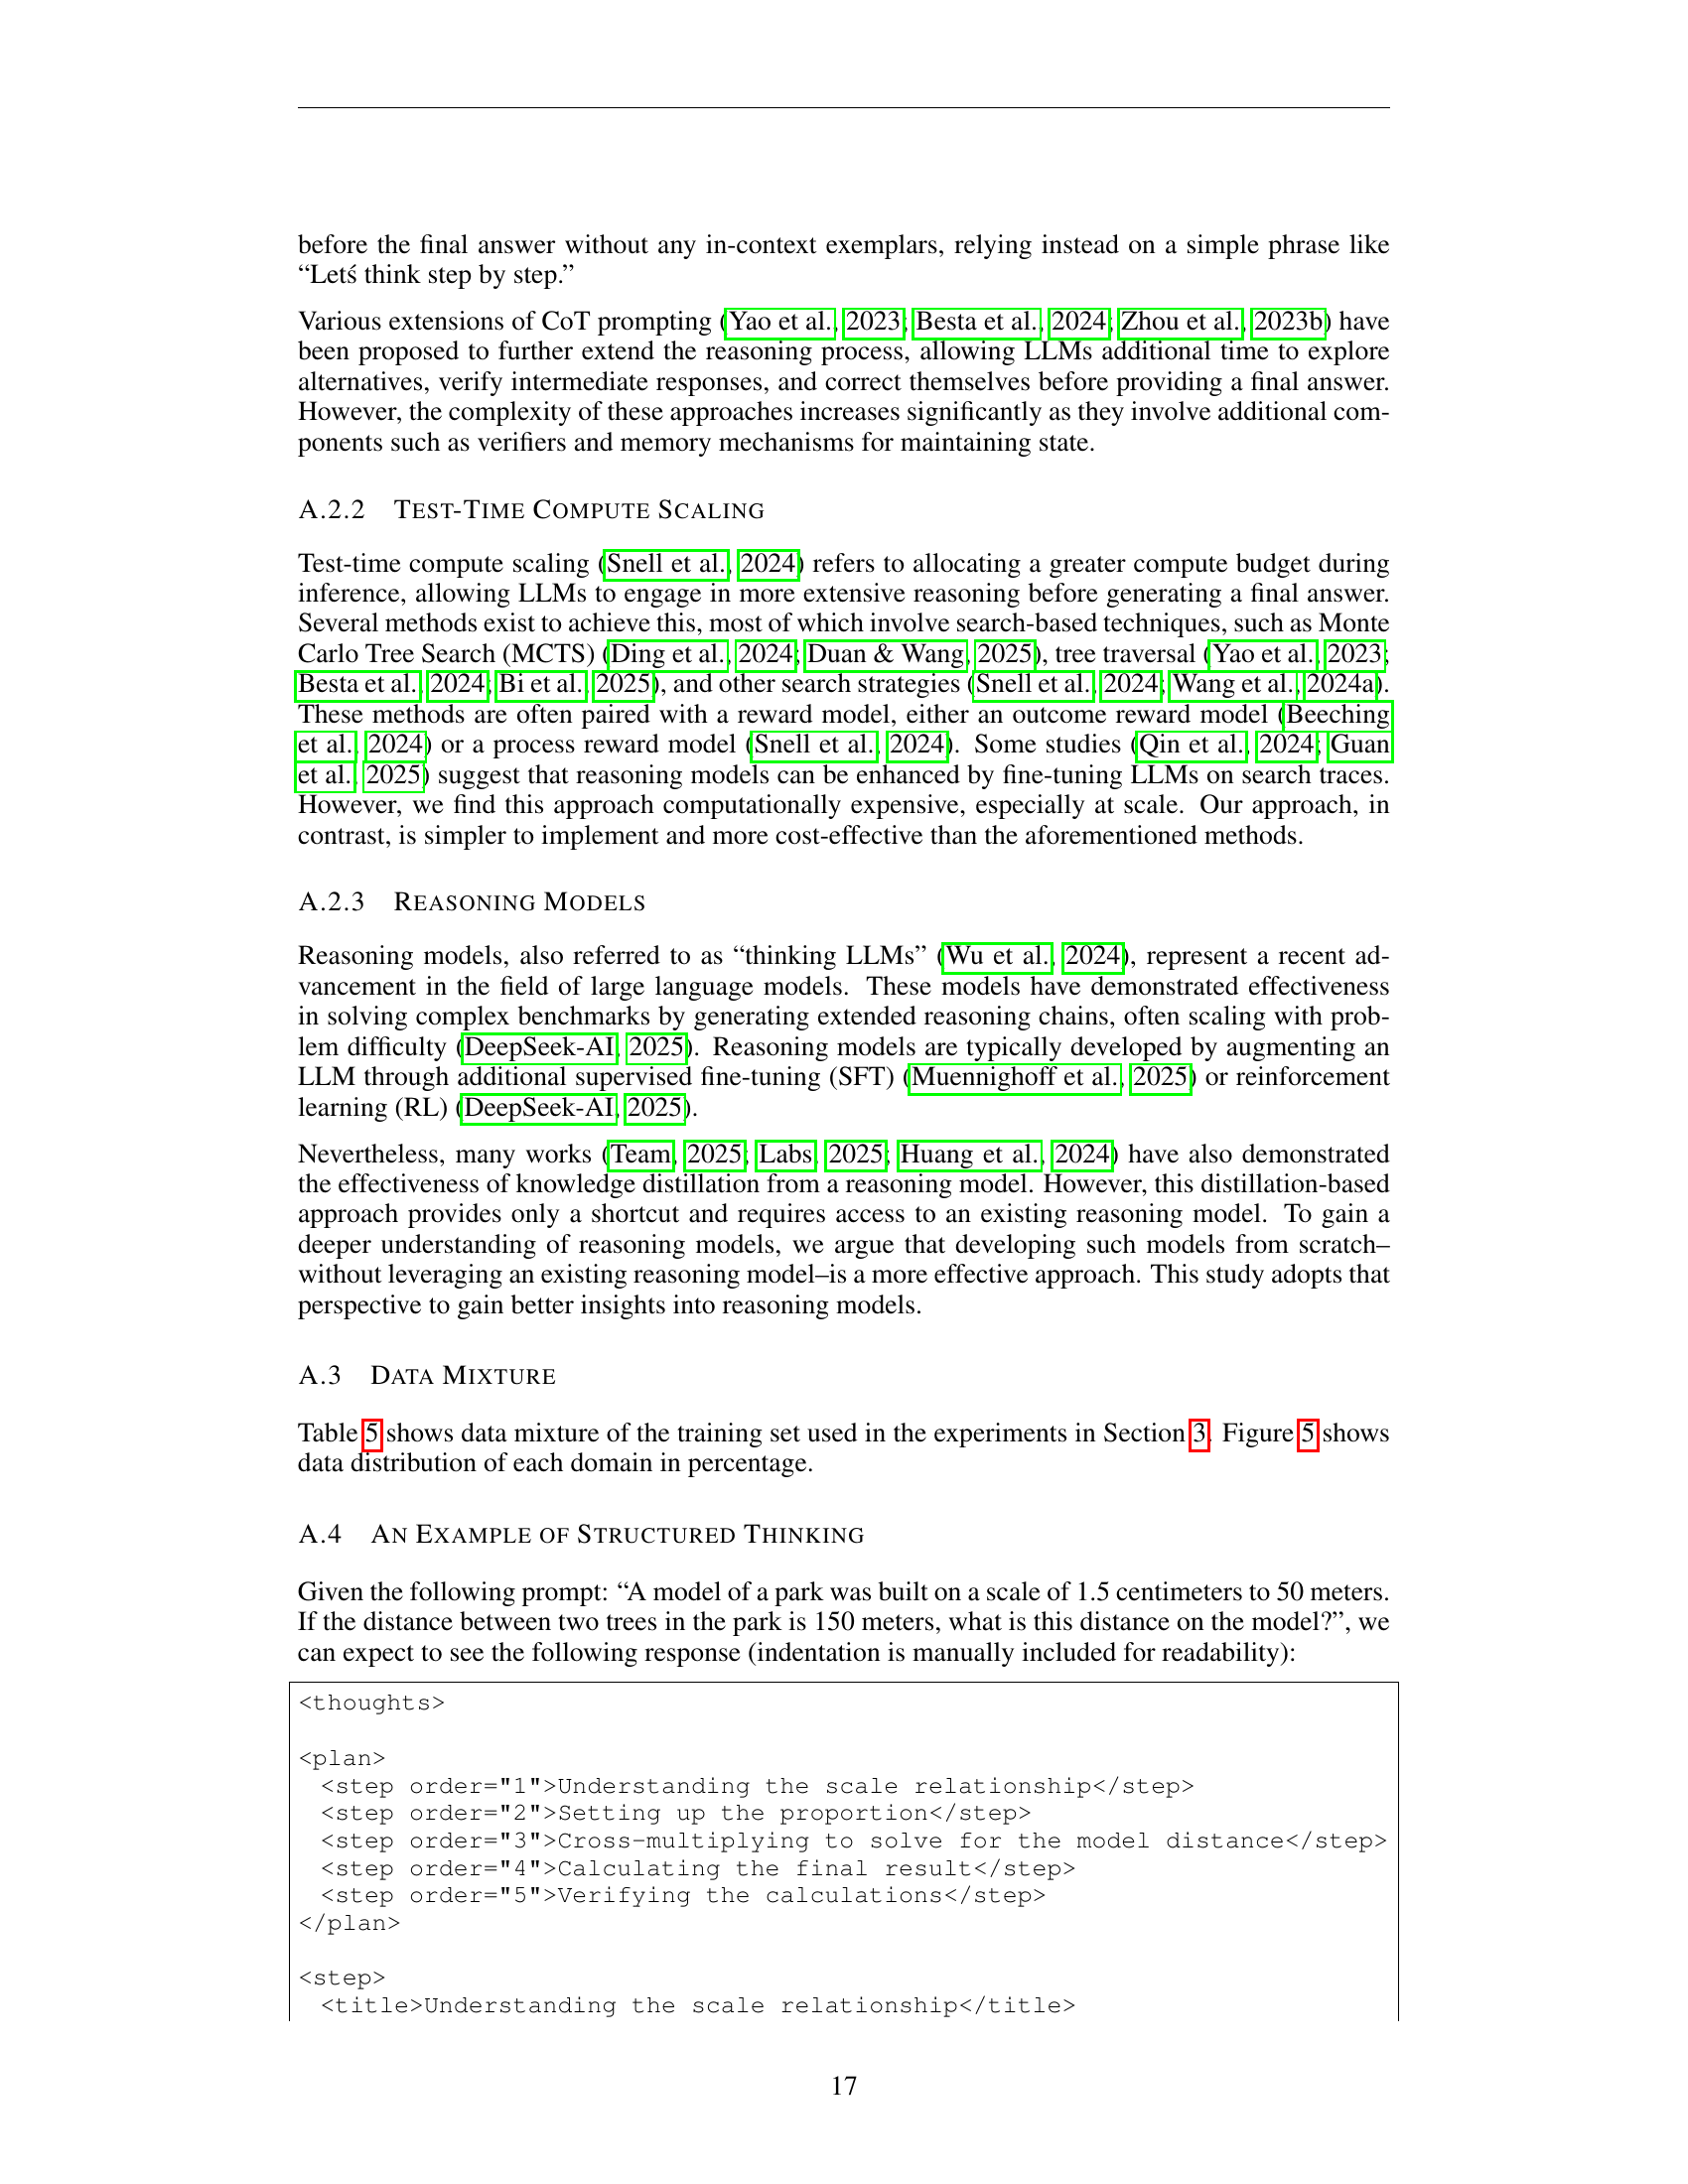 before the final answer without any in-context exemplars, relying instead on a simple phrase like
“Letś think step by step.”
Various extensions of CoT prompting (Yao et al., 2023; Besta et al., 2024; Zhou et al., 2023b) have
been proposed to further extend the reasoning process, allowing LLMs additional time to explore
alternatives, verify intermediate responses, and correct themselves before providing a final answer.
However, the complexity of these approaches increases significantly as they involve additional com-
ponents such as verifiers and memory mechanisms for maintaining state.
A.2.2 TEST-TIME COMPUTE SCALING
Test-time compute scaling (Snell et al., 2024) refers to allocating a greater compute budget during
inference, allowing LLMs to engage in more extensive reasoning before generating a final answer.
Several methods exist to achieve this, most of which involve search-based techniques, such as Monte
Carlo Tree Search (MCTS) (Ding et al., 2024; Duan & Wang, 2025), tree traversal (Yao et al., 2023;
Besta et al., 2024; Bi et al., 2025), and other search strategies (Snell et al., 2024; Wang et al., 2024a).
These methods are often paired with a reward model, either an outcome reward model (Beeching
et al., 2024) or a process reward model (Snell et al., 2024). Some studies (Qin et al., 2024; Guan
et al., 2025) suggest that reasoning models can be enhanced by fine-tuning LLMs on search traces.
However, we find this approach computationally expensive, especially at scale. Our approach, in
contrast, is simpler to implement and more cost-effective than the aforementioned methods.
A.2.3 REASONING MODELS
Reasoning models, also referred to as “thinking LLMs” (Wu et al., 2024), represent a recent ad-
vancement in the field of large language models. These models have demonstrated effectiveness
in solving complex benchmarks by generating extended reasoning chains, often scaling with prob-
lem difficulty (DeepSeek-AI, 2025). Reasoning models are typically developed by augmenting an
LLM through additional supervised fine-tuning (SFT) (Muennighoff et al., 2025) or reinforcement
learning (RL) (DeepSeek-AI, 2025).
Nevertheless, many works (Team, 2025; Labs, 2025; Huang et al., 2024) have also demonstrated
the effectiveness of knowledge distillation from a reasoning model. However, this distillation-based
approach provides only a shortcut and requires access to an existing reasoning model. To gain a
deeper understanding of reasoning models, we argue that developing such models from scratch–
without leveraging an existing reasoning model–is a more effective approach. This study adopts that
perspective to gain better insights into reasoning models.
A.3 DATA MIXTURE
Table 5 shows data mixture of the training set used in the experiments in Section 3. Figure 5 shows
data distribution of each domain in percentage.
A.4 AN EXAMPLE OF STRUCTURED THINKING
Given the following prompt: “A model of a park was built on a scale of 1.5 centimeters to 50 meters.
If the distance between two trees in the park is 150 meters, what is this distance on the model?”, we
can expect to see the following response (indentation is manually included for readability):
<thoughts>
<plan>
<step order="1">Understanding the scale relationship</step>
<step order="2">Setting up the proportion</step>
<step order="3">Cross-multiplying to solve for the model distance</step>
<step order="4">Calculating the final result</step>
<step order="5">Verifying the calculations</step>
</plan>
<step>
<title>Understanding the scale relationship</title>
17